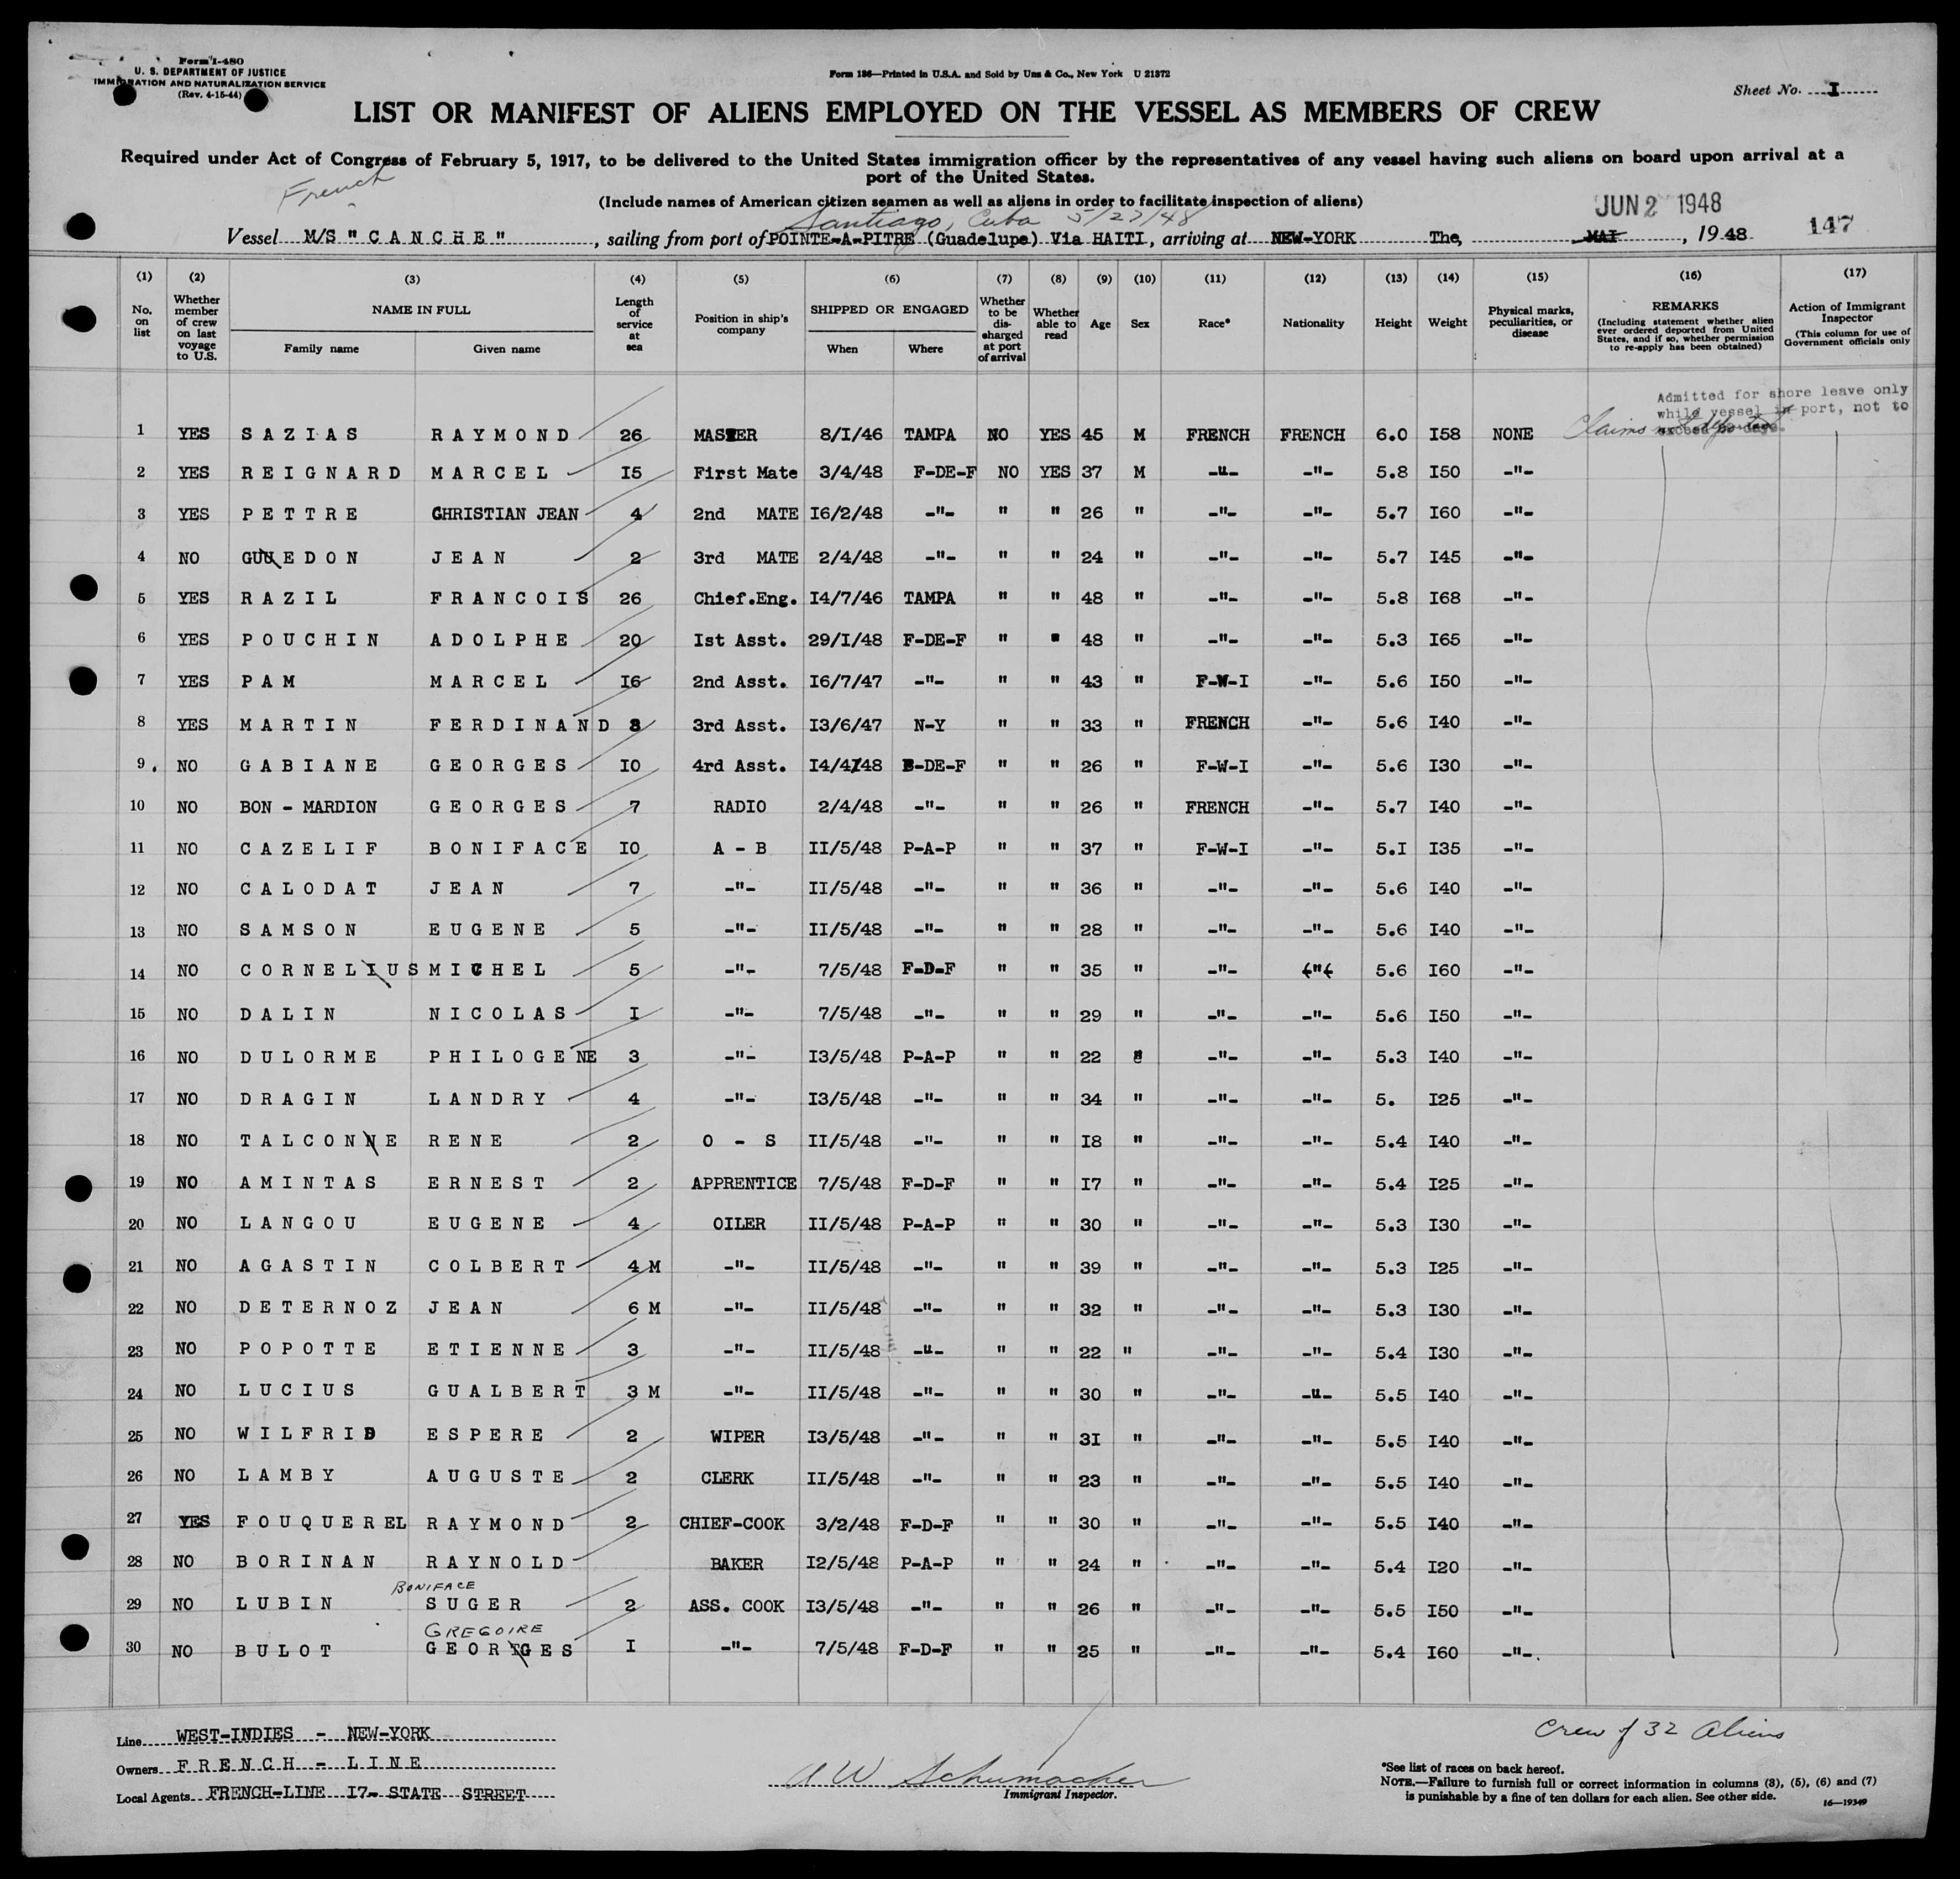 Form I-480
U. S. DEPARTMENT OF JUSTICE
IMMIGRATION AND NATURALIZATION SERVICE
(Rev. 4-15-44)
Form 136—Printed in U.S.A. and Sold by Unz & Co., New York U 21372
Sheet No. I
LIST OR MANIFEST OF ALIENS EMPLOYED ON THE VESSEL AS MEMBERS OF CREW
Required under Act of Congress of February 5, 1917, to be delivered to the United States immigration officer by the representatives of any vessel having such aliens on board upon arrival at a
port of the United States.
French
(Include names of American citizen seamen as well as aliens in order to facilitate inspection of aliens)
Santiago, Cuba 5/27/48
JUN 2 1948
147
Vessel M/S "CANCHE", sailing from port of POINTE-A-PITRE (Guadelupe) Via HAITI, arriving at NEW-YORK The, MAI, 1948
(1) (2) (3) (4) (5) (6) (7) (8) (9) (10) (11) (12) (13) (14) (15) (16) (17)
No. on list | Whether member of crew on last voyage to U.S. | NAME IN FULL Family name Given name | Length of service at sea | Position in ship's company | SHIPPED OR ENGAGED When Where | Whether to be discharged at port of arrival | Whether able to read | Age | Sex | Race* | Nationality | Height | Weight | Physical marks, peculiarities, or disease | REMARKS (Including statement whether alien ever ordered deported from United States, and if so, whether permission to re-apply has been obtained) | Action of Immigrant Inspector (This column for use of Government officials only
Admitted for shore leave only
while vessel in port, not to
exceed 29 days.
1 YES SAZIAS RAYMOND 26 MASTER 8/I/46 TAMPA NO YES 45 M FRENCH FRENCH 6.0 I58 NONE Claims
2 YES REIGNARD MARCEL I5 First Mate 3/4/48 F-DE-F NO YES 37 M -"- -"- 5.8 I50 -"-
3 YES PETTRE CHRISTIAN JEAN 4 2nd MATE I6/2/48 -"- " " 26 " -"- -"- 5.7 I60 -"-
4 NO GUUEDON JEAN 2 3rd MATE 2/4/48 -"- " " 24 " -"- -"- 5.7 I45 -"-
5 YES RAZIL FRANCOIS 26 Chief.Eng. I4/7/46 TAMPA " " 48 " -"- -"- 5.8 I68 -"-
6 YES POUCHIN ADOLPHE 20 Ist Asst. 29/I/48 F-DE-F " " 48 " -"- -"- 5.3 I65 -"-
7 YES PAM MARCEL I6 2nd Asst. I6/7/47 -"- " " 43 " F-W-I -"- 5.6 I50 -"-
8 YES MARTIN FERDINAND 8 3rd Asst. I3/6/47 N-Y " " 33 " FRENCH -"- 5.6 I40 -"-
9 NO GABIANE GEORGES IO 4rd Asst. I4/4/48 F-DE-F " " 26 " F-W-I -"- 5.6 I30 -"-
10 NO BON - MARDION GEORGES 7 RADIO 2/4/48 -"- " " 26 " FRENCH -"- 5.7 I40 -"-
11 NO CAZELIF BONIFACE IO A - B II/5/48 P-A-P " " 37 " F-W-I -"- 5.I I35 -"-
12 NO CALODAT JEAN 7 -"- II/5/48 -"- " " 36 " -"- -"- 5.6 I40 -"-
13 NO SAMSON EUGENE 5 -"- II/5/48 -"- " " 28 " -"- -"- 5.6 I40 -"-
14 NO CORNELIUS MICHEL 5 -"- 7/5/48 F-D-F " " 35 " -"- ("( 5.6 I60 -"-
15 NO DALIN NICOLAS I -"- 7/5/48 -"- " " 29 " -"- -"- 5.6 I50 -"-
16 NO DULORME PHILOGENE 3 -"- I3/5/48 P-A-P " " 22 " -"- -"- 5.3 I40 -"-
17 NO DRAGIN LANDRY 4 -"- I3/5/48 -"- " " 34 " -"- -"- 5. I25 -"-
18 NO TALCONNE RENE 2 O - S II/5/48 -"- " " I8 " -"- -"- 5.4 I40 -"-
19 NO AMINTAS ERNEST 2 APPRENTICE 7/5/48 F-D-F " " I7 " -"- -"- 5.4 I25 -"-
20 NO LANGOU EUGENE 4 OILER II/5/48 P-A-P " " 30 " -"- -"- 5.3 I30 -"-
21 NO AGASTIN COLBERT 4 M -"- II/5/48 -"- " " 39 " -"- -"- 5.3 I25 -"-
22 NO DETERNOZ JEAN 6 M -"- II/5/48 -"- " " 32 " -"- -"- 5.3 I30 -"-
23 NO POPOTTE ETIENNE 3 -"- II/5/48 -"- " " 22 " -"- -"- 5.4 I30 -"-
24 NO LUCIUS GUALBERT 3 M -"- II/5/48 -"- " " 30 " -"- -"- 5.5 I40 -"-
25 NO WILFRID ESPERE 2 WIPER I3/5/48 -"- " " 3I " -"- -"- 5.5 I40 -"-
26 NO LAMBY AUGUSTE 2 CLERK II/5/48 -"- " " 23 " -"- -"- 5.5 I40 -"-
27 YES FOUQUEREL RAYMOND 2 CHIEF-COOK 3/2/48 F-D-F " " 30 " -"- -"- 5.5 I40 -"-
28 NO BORINAN RAYNOLD BAKER I2/5/48 P-A-P " " 24 " -"- -"- 5.4 I20 -"-
BONIFACE
29 NO LUBIN SUGER 2 ASS. COOK I3/5/48 -"- " " 26 " -"- -"- 5.5 I50 -"-
GREGOIRE
30 NO BULOT GEORGES I -"- 7/5/48 F-D-F " " 25 " -"- -"- 5.4 I60 -"-.
Line WEST-INDIES - NEW-YORK
Owners FRENCH - LINE
Local Agents FRENCH-LINE I7- STATE STREET
A W Schumacher
Immigrant Inspector.
Crew of 32 Aliens
*See list of races on back hereof.
NOTE.—Failure to furnish full or correct information in columns (3), (5), (6) and (7)
is punishable by a fine of ten dollars for each alien. See other side.
16—19349